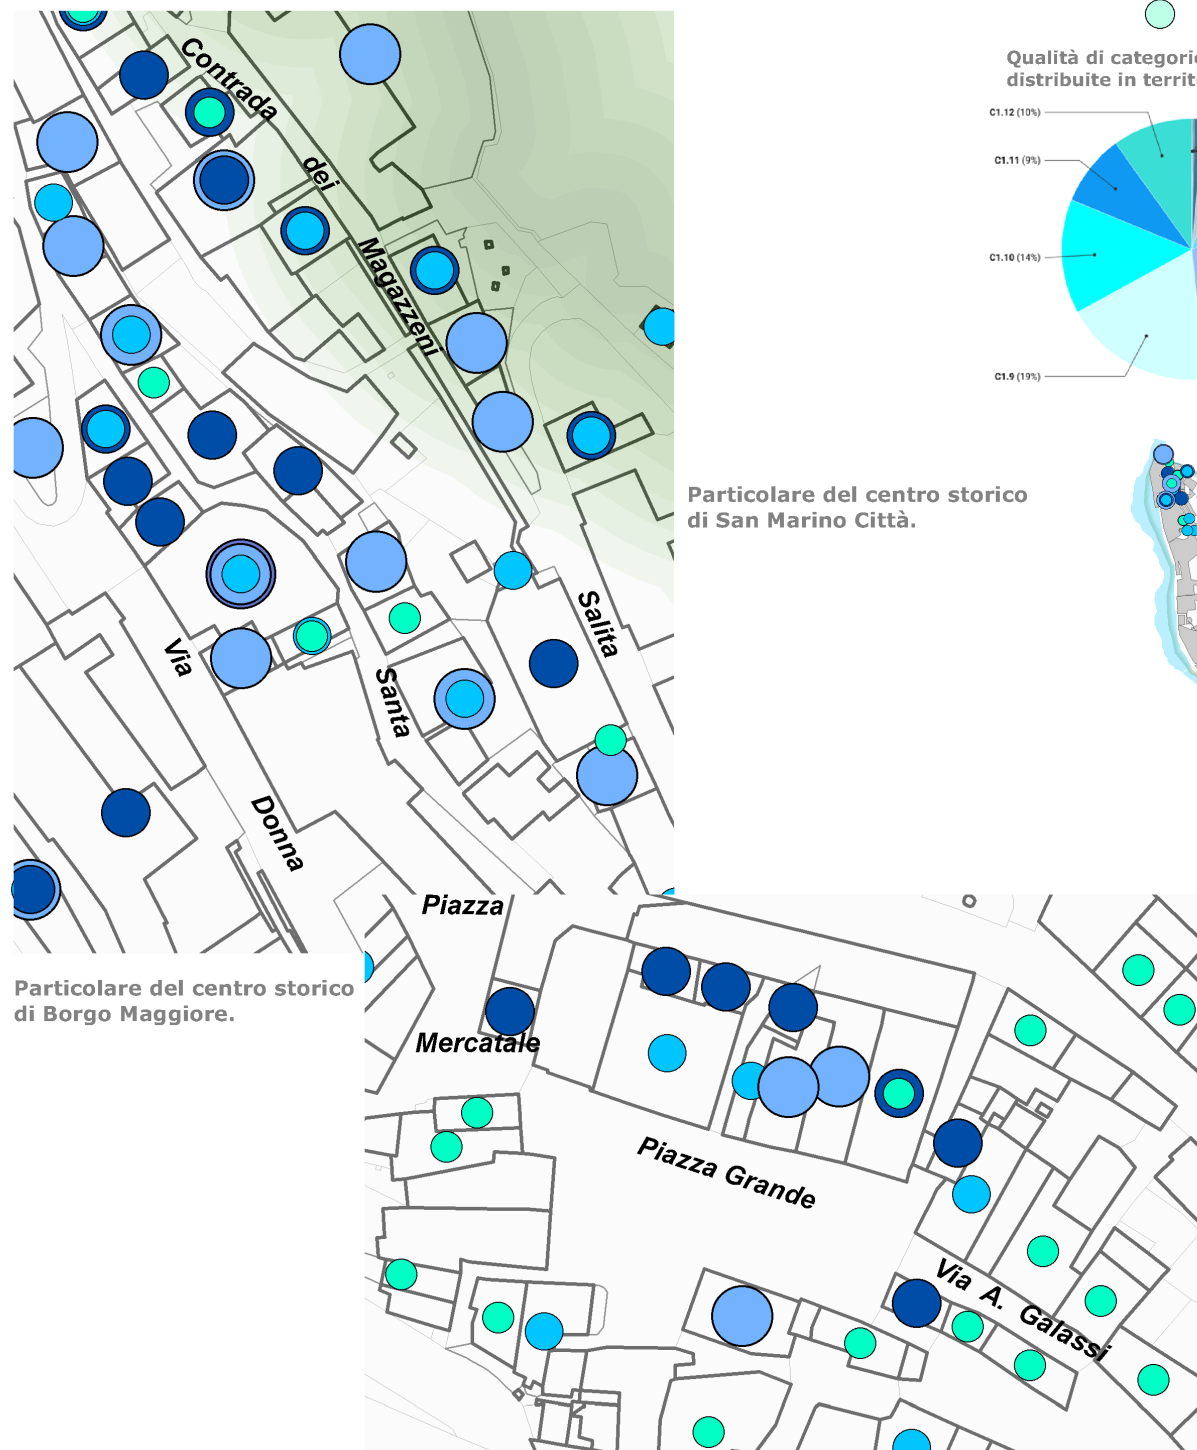 Qualità di categorie
distribuite in territ
C1.12 (10%)
C1.11 (9%)
C1.10 (14%)
C1.9 (19%)
Contrada
dei
Magazzeni
Salita
Via
Santa
Donna
Particolare del centro storico
di San Marino Città.
Particolare del centro storico
di Borgo Maggiore.
Piazza
Mercatale
Piazza Grande
Via A. Galassi